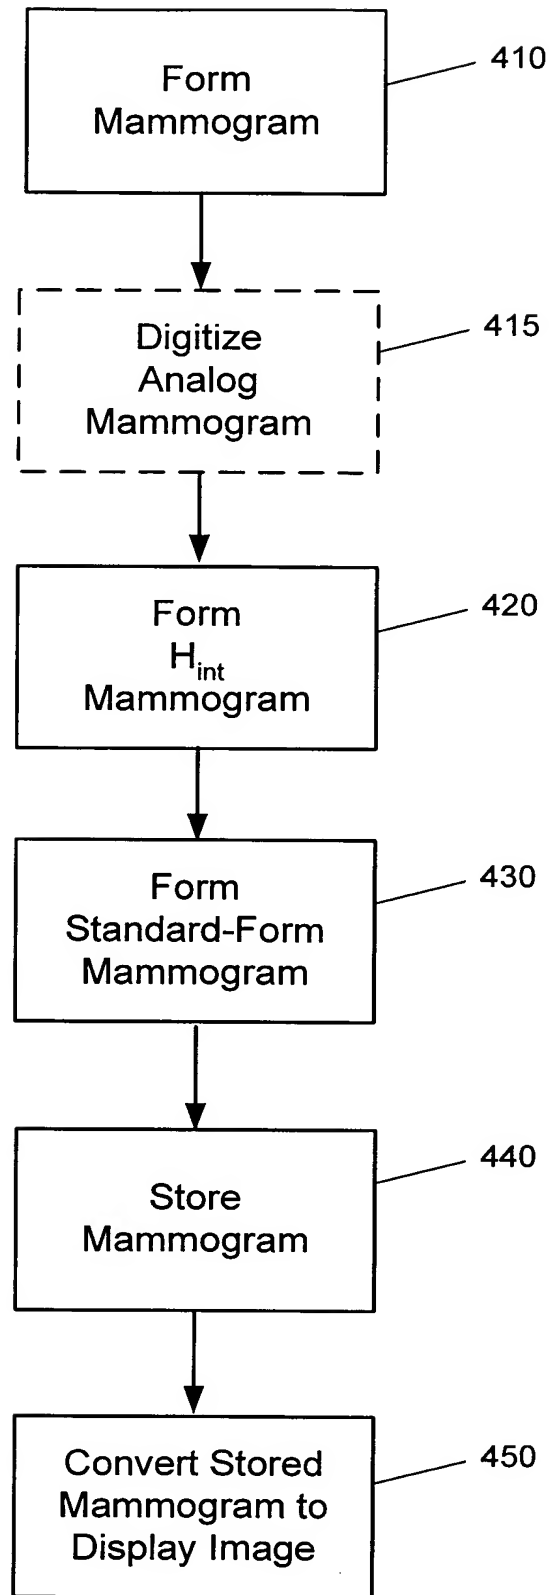 Form
Mammogram
410
Digitize
Analog
Mammogram
415
Form
H_int
Mammogram
420
Form
Standard-Form
Mammogram
430
Store
Mammogram
440
Convert Stored
Mammogram to
Display Image
450